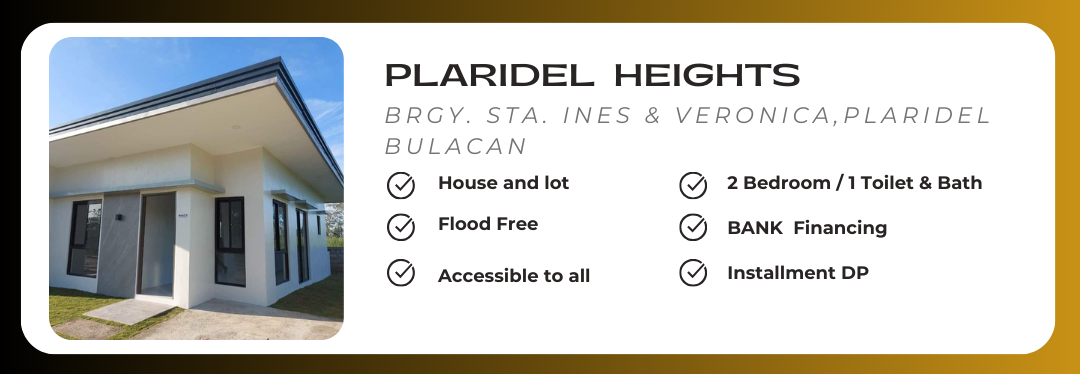 PLARIDEL HEIGHTS
BRGY. STA. INES & VERONICA,PLARIDEL
BULACAN
House and lot
Flood Free
Accessible to all
2 Bedroom / 1 Toilet & Bath
BANK Financing
Installment DP